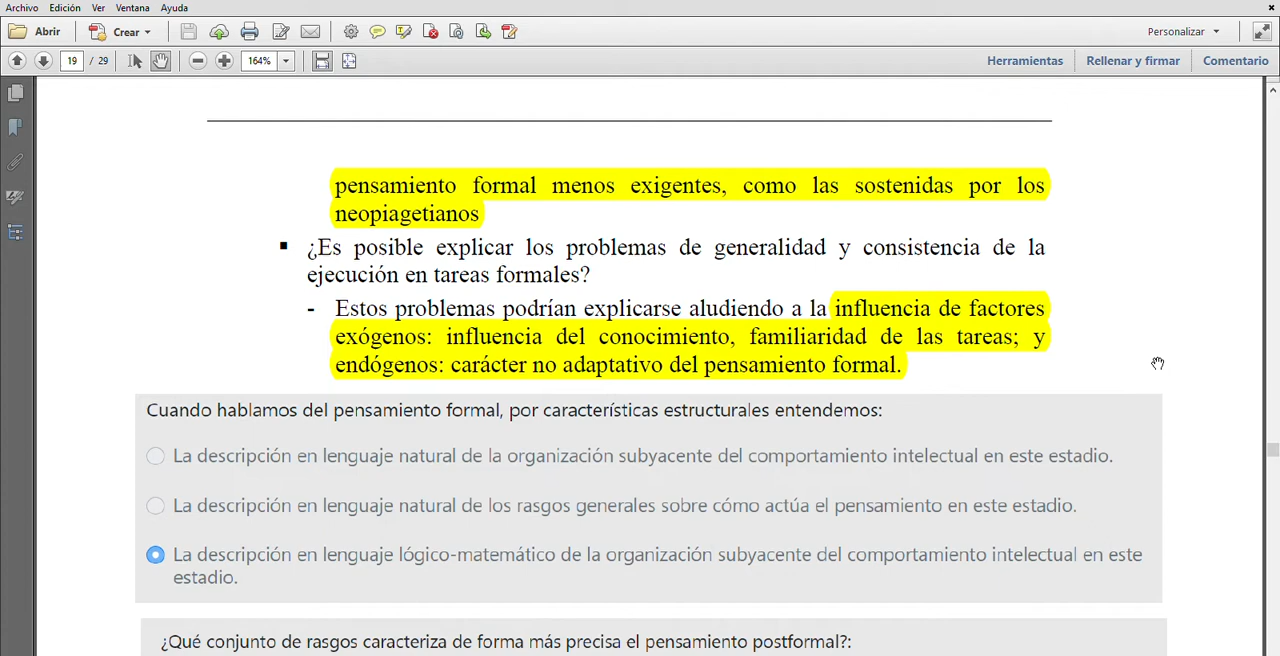 Archivo Edición Ver Ventana Ayuda
Abrir Crear Personalizar
19 / 29 164% Herramientas Rellenar y firmar Comentario
pensamiento formal menos exigentes, como las sostenidas por los
neopiagetianos
▪ ¿Es posible explicar los problemas de generalidad y consistencia de la
ejecución en tareas formales?
- Estos problemas podrían explicarse aludiendo a la influencia de factores
exógenos: influencia del conocimiento, familiaridad de las tareas; y
endógenos: carácter no adaptativo del pensamiento formal.
Cuando hablamos del pensamiento formal, por características estructurales entendemos:
La descripción en lenguaje natural de la organización subyacente del comportamiento intelectual en este estadio.
La descripción en lenguaje natural de los rasgos generales sobre cómo actúa el pensamiento en este estadio.
La descripción en lenguaje lógico-matemático de la organización subyacente del comportamiento intelectual en este
estadio.
¿Qué conjunto de rasgos caracteriza de forma más precisa el pensamiento postformal?: